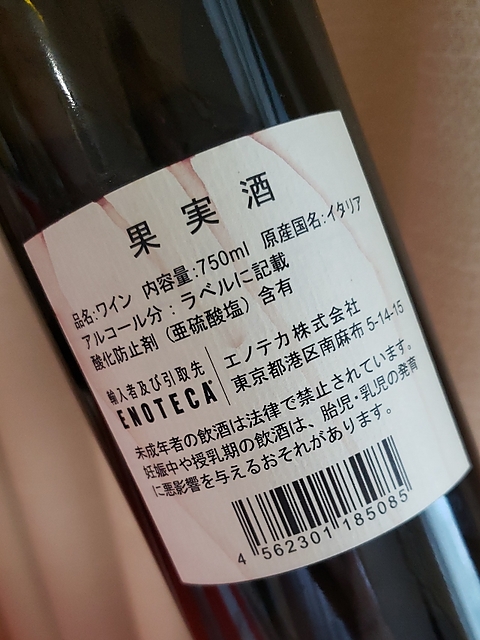 果実酒
品名:ワイン 内容量:750ml 原産国名:イタリア
アルコール分:ラベルに記載
酸化防止剤(亜硫酸塩)含有
輸入者及び引取先
ENOTECA
エノテカ株式会社
東京都港区南麻布5-14-15
未成年者の飲酒は法律で禁止されています。
妊娠中や授乳期の飲酒は、胎児・乳児の発育
に悪影響を与えるおそれがあります。
4 562301 185085